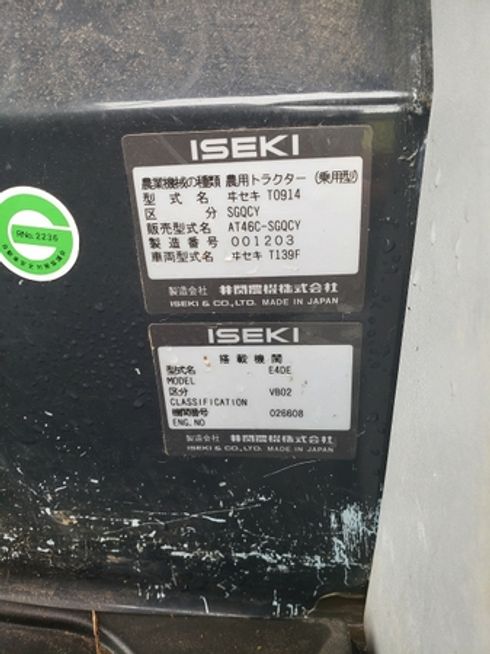 ISEKI
農業機械の種類 農用トラクター (乗用型)
型式名 ヰセキ TO914
区分 SGQCY
販売型式名 AT46C-SGQCY
製造番号 001203
車両型式名 ヰセキ T139F
製造会社 井関農機株式会社
ISEKI & CO.,LTD. MADE IN JAPAN
RNo.2236
ISEKI
搭載機関
型式名 E4DE
MODEL
区分 VB02
CLASSIFICATION
機関番号 026608
ENG.NO
製造会社 井関農機株式会社
ISEKI & CO.,LTD. MADE IN JAPAN